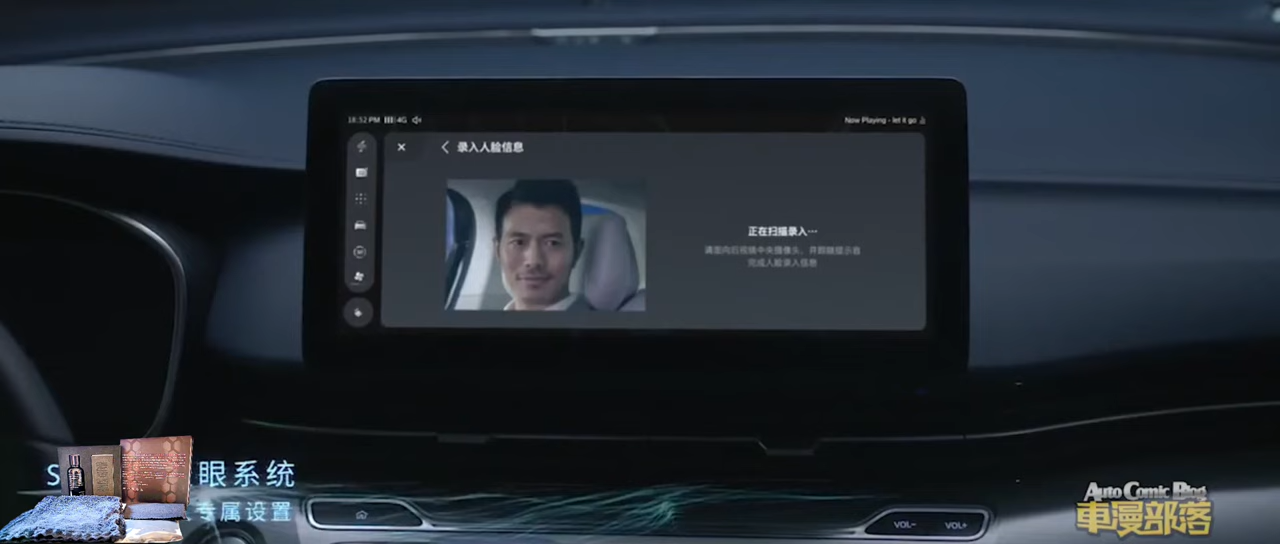 18:52 PM 4G
Now Playing - let it go
录入人脸信息
正在扫描录入…
请面向后视镜中央摄像头，并跟随提示音
完成人脸录入信息
S
眼系统
专属设置
VOL-
VOL+
Auto Comic Blog
車漫部落